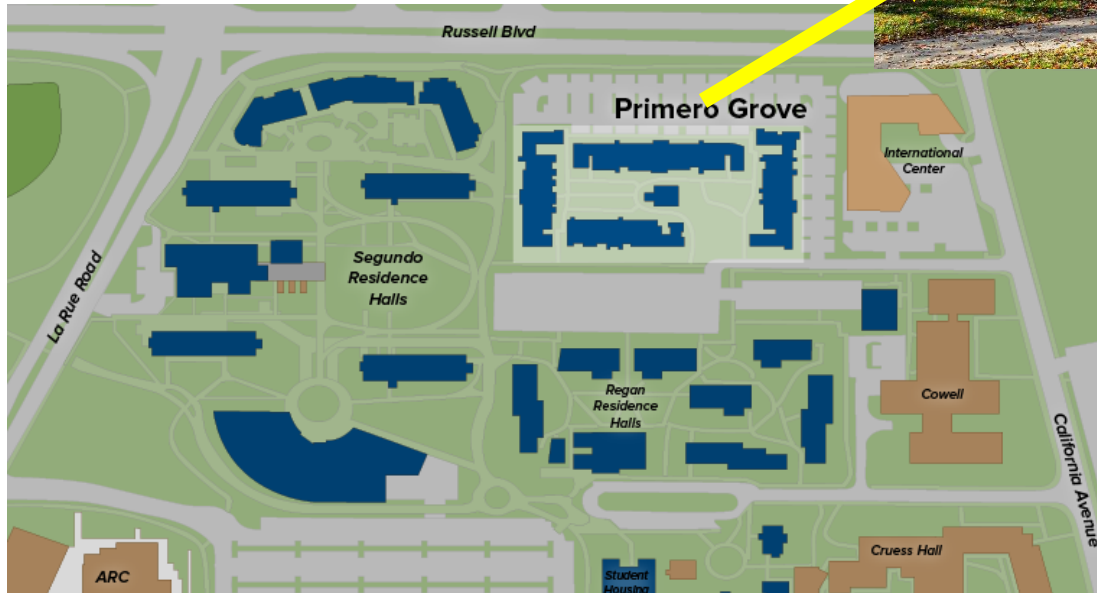 Russell Blvd
Primero Grove
International
Center
Segundo
Residence
Halls
La Rue Road
Regan
Residence
Halls
Cowell
California Avenue
Cruess Hall
ARC
Student
Housing